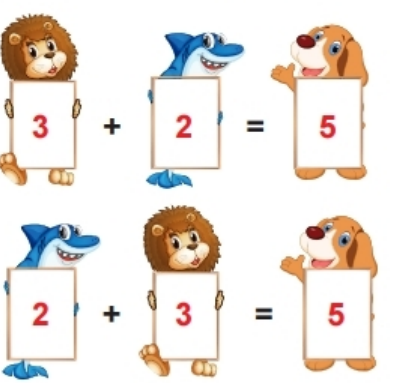 3 + 2 = 5
2 + 3 = 5